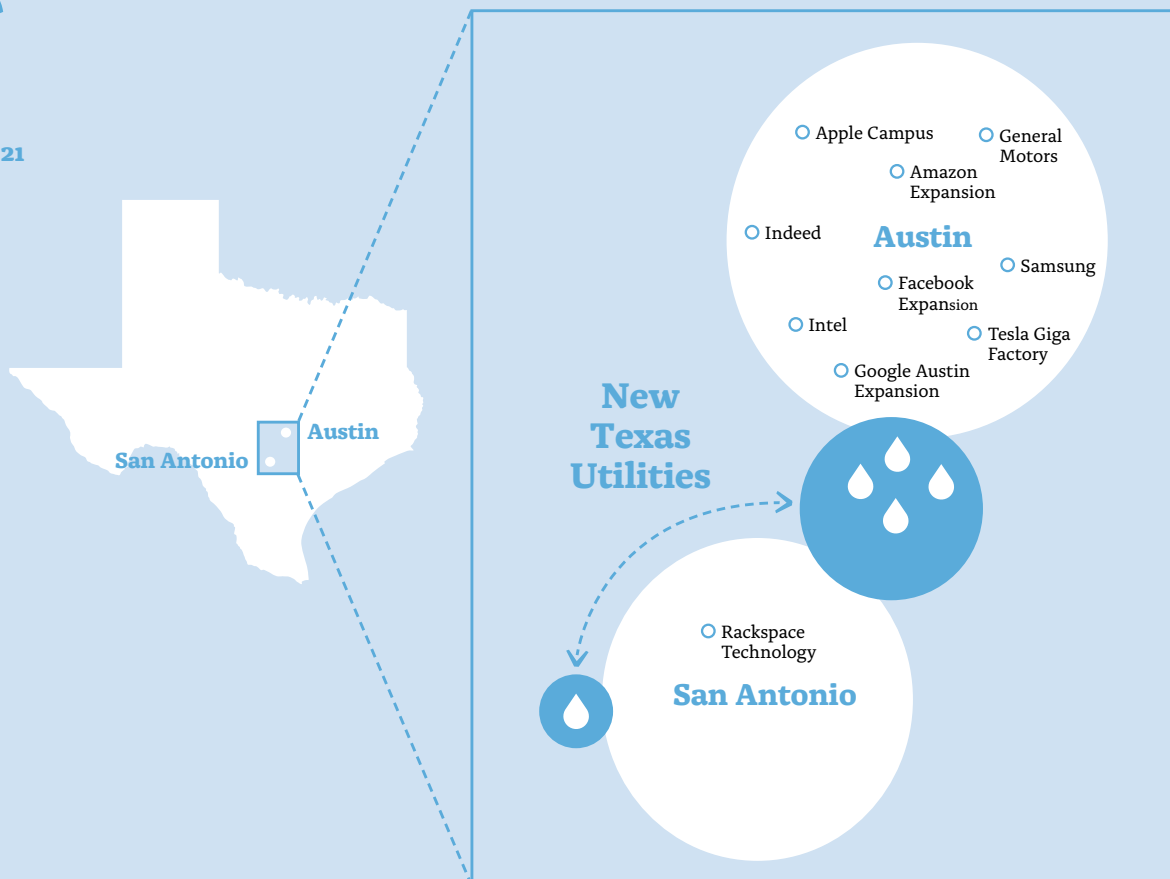 21
Austin
San Antonio
New
Texas
Utilities
Apple Campus
General
Motors
Amazon
Expansion
Indeed
Austin
Samsung
Facebook
Expansion
Intel
Tesla Giga
Factory
Google Austin
Expansion
Rackspace
Technology
San Antonio